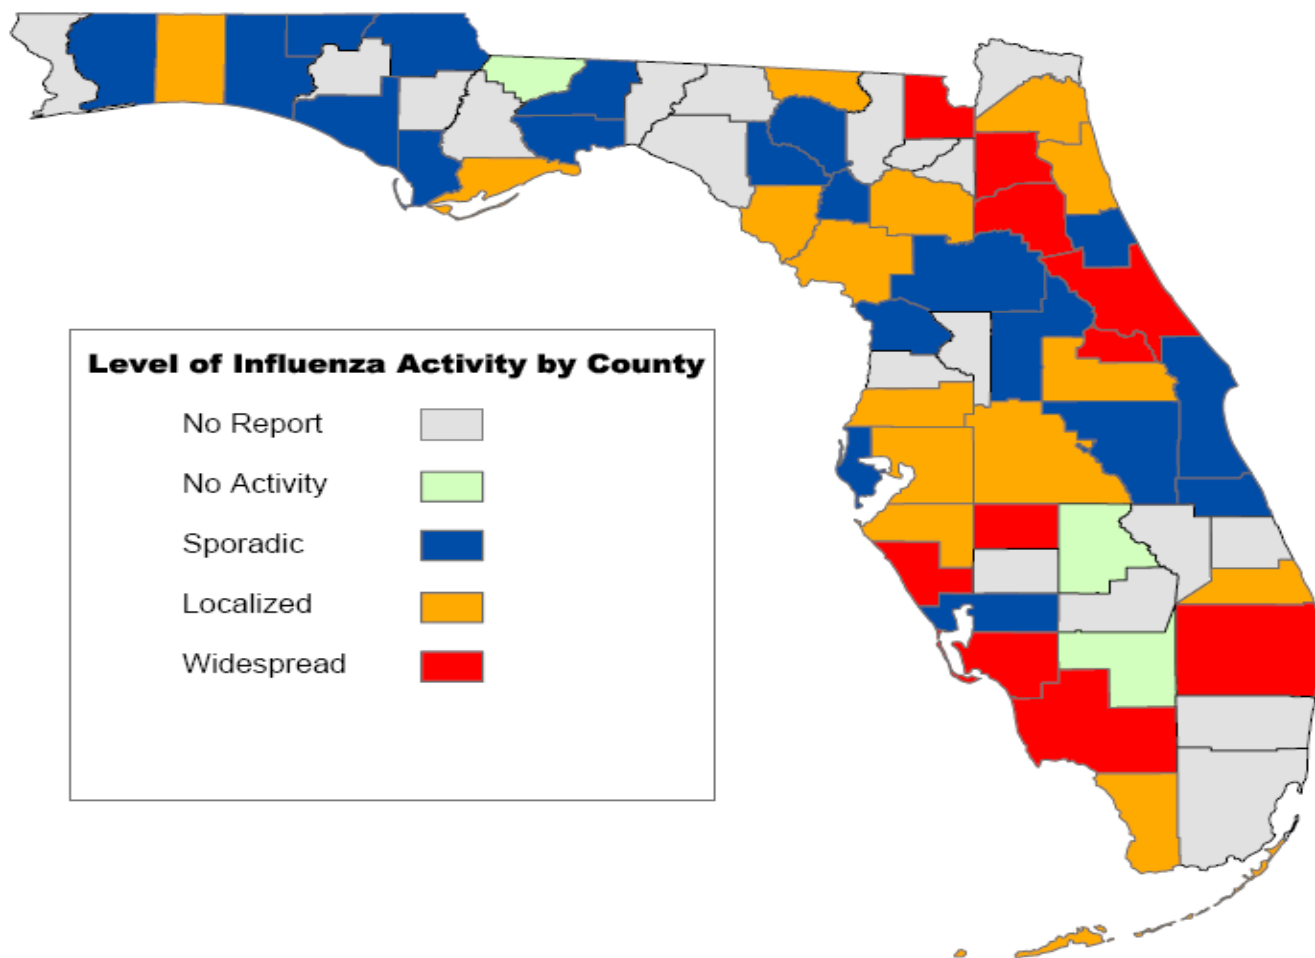 Level of Influenza Activity by County
No Report
No Activity
Sporadic
Localized
Widespread